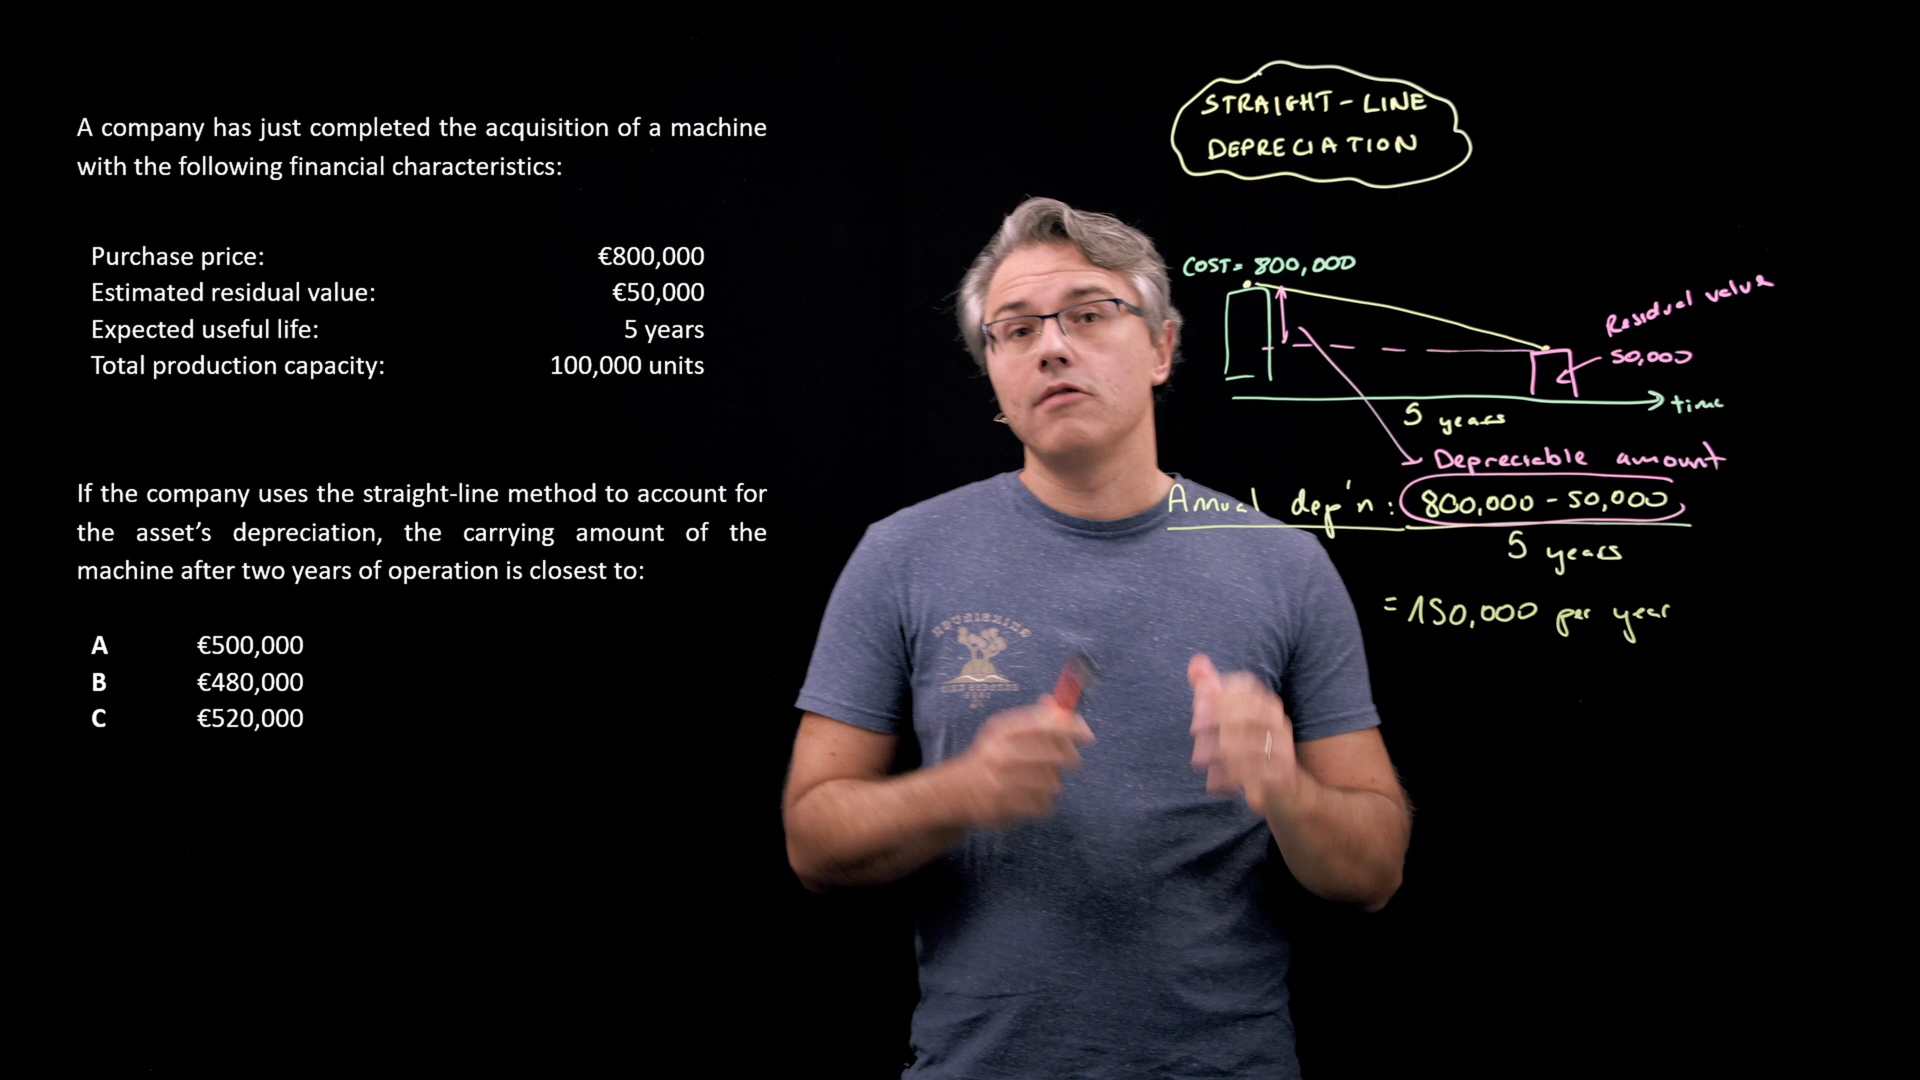 A company has just completed the acquisition of a machine
with the following financial characteristics:
Purchase price: €800,000
Estimated residual value: €50,000
Expected useful life: 5 years
Total production capacity: 100,000 units
If the company uses the straight-line method to account for
the asset’s depreciation, the carrying amount of the
machine after two years of operation is closest to:
A €500,000
B €480,000
C €520,000
STRAIGHT-LINE
DEPRECIATION
COST= 800,000
Residual value
50,000
time
5 years
Depreciable amount
Annual dep'n: 800,000 - 50,000
5 years
= 150,000 per year